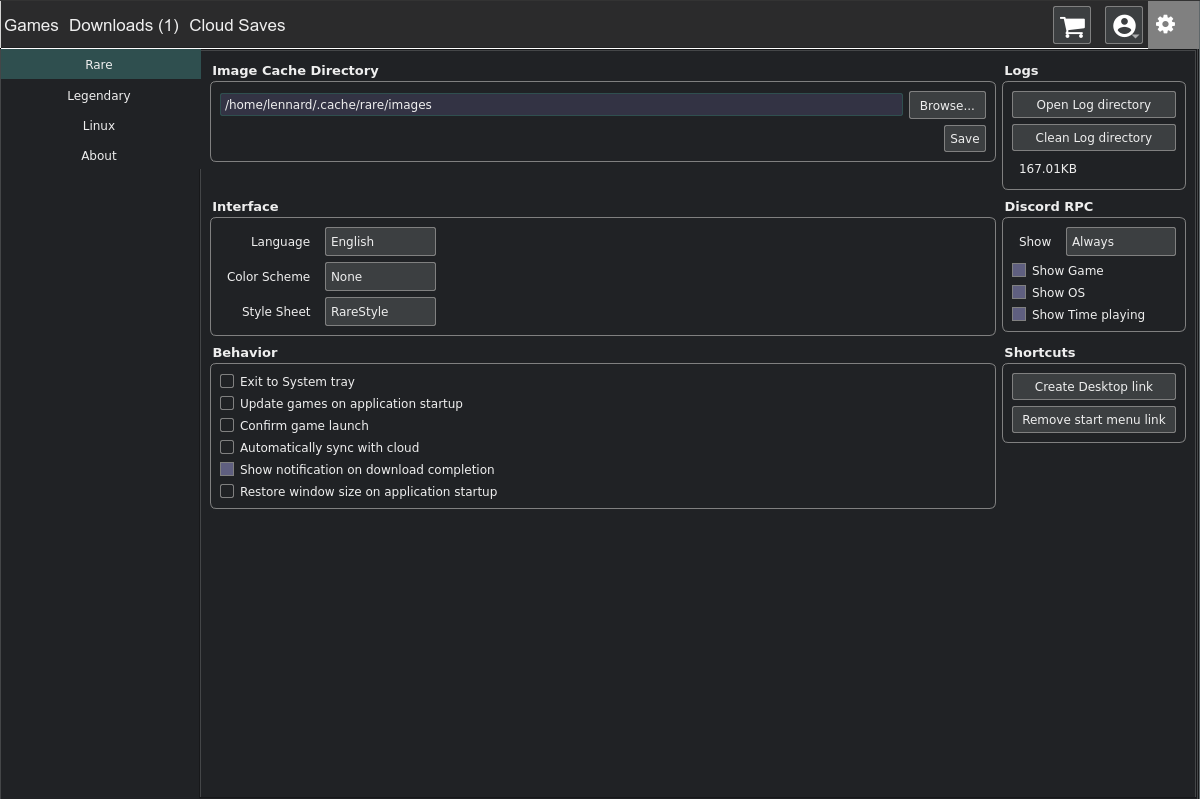 Games Downloads (1) Cloud Saves
Rare
Legendary
Linux
About
Image Cache Directory
/home/lennard/.cache/rare/images Browse...
Save
Logs
Open Log directory
Clean Log directory
167.01KB
Interface
Language English
Color Scheme None
Style Sheet RareStyle
Discord RPC
Show Always
Show Game
Show OS
Show Time playing
Behavior
Exit to System tray
Update games on application startup
Confirm game launch
Automatically sync with cloud
Show notification on download completion
Restore window size on application startup
Shortcuts
Create Desktop link
Remove start menu link